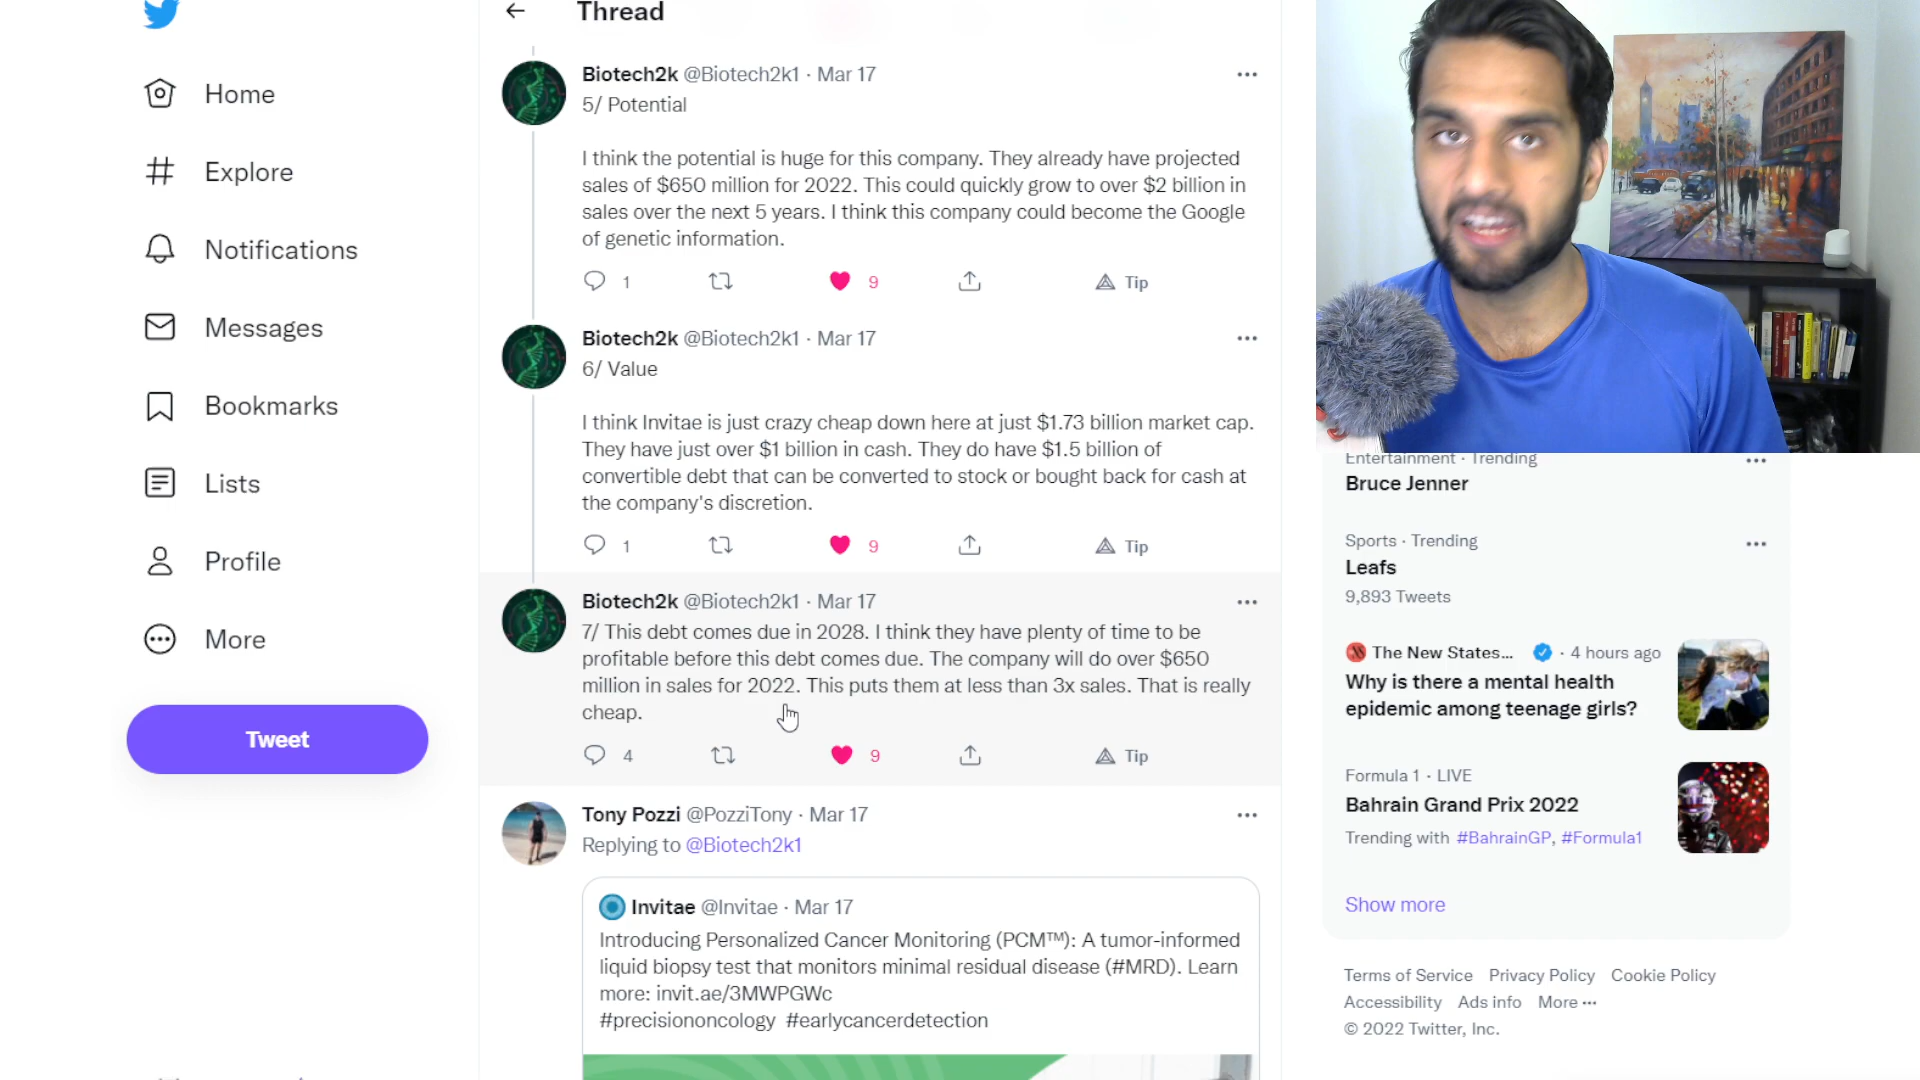 Home
Explore
Notifications
Messages
Bookmarks
Lists
Profile
More
Tweet
Thread
Biotech2k @Biotech2k1 · Mar 17
5/ Potential
I think the potential is huge for this company. They already have projected
sales of $650 million for 2022. This could quickly grow to over $2 billion in
sales over the next 5 years. I think this company could become the Google
of genetic information.
1
9
Tip
Biotech2k @Biotech2k1 · Mar 17
6/ Value
I think Invitae is just crazy cheap down here at just $1.73 billion market cap.
They have just over $1 billion in cash. They do have $1.5 billion of
convertible debt that can be converted to stock or bought back for cash at
the company's discretion.
1
9
Tip
Biotech2k @Biotech2k1 · Mar 17
7/ This debt comes due in 2028. I think they have plenty of time to be
profitable before this debt comes due. The company will do over $650
million in sales for 2022. This puts them at less than 3x sales. That is really
cheap.
4
9
Tip
Tony Pozzi @PozziTony · Mar 17
Replying to @Biotech2k1
Invitae @Invitae · Mar 17
Introducing Personalized Cancer Monitoring (PCM™): A tumor-informed
liquid biopsy test that monitors minimal residual disease (#MRD). Learn
more: invit.ae/3MWPGWc
#precisiononcology #earlycancerdetection
Entertainment · Trending
Bruce Jenner
Sports · Trending
Leafs
9,893 Tweets
The New States... · 4 hours ago
Why is there a mental health
epidemic among teenage girls?
Formula 1 · LIVE
Bahrain Grand Prix 2022
Trending with #BahrainGP, #Formula1
Show more
Terms of Service Privacy Policy Cookie Policy
Accessibility Ads info More ···
© 2022 Twitter, Inc.